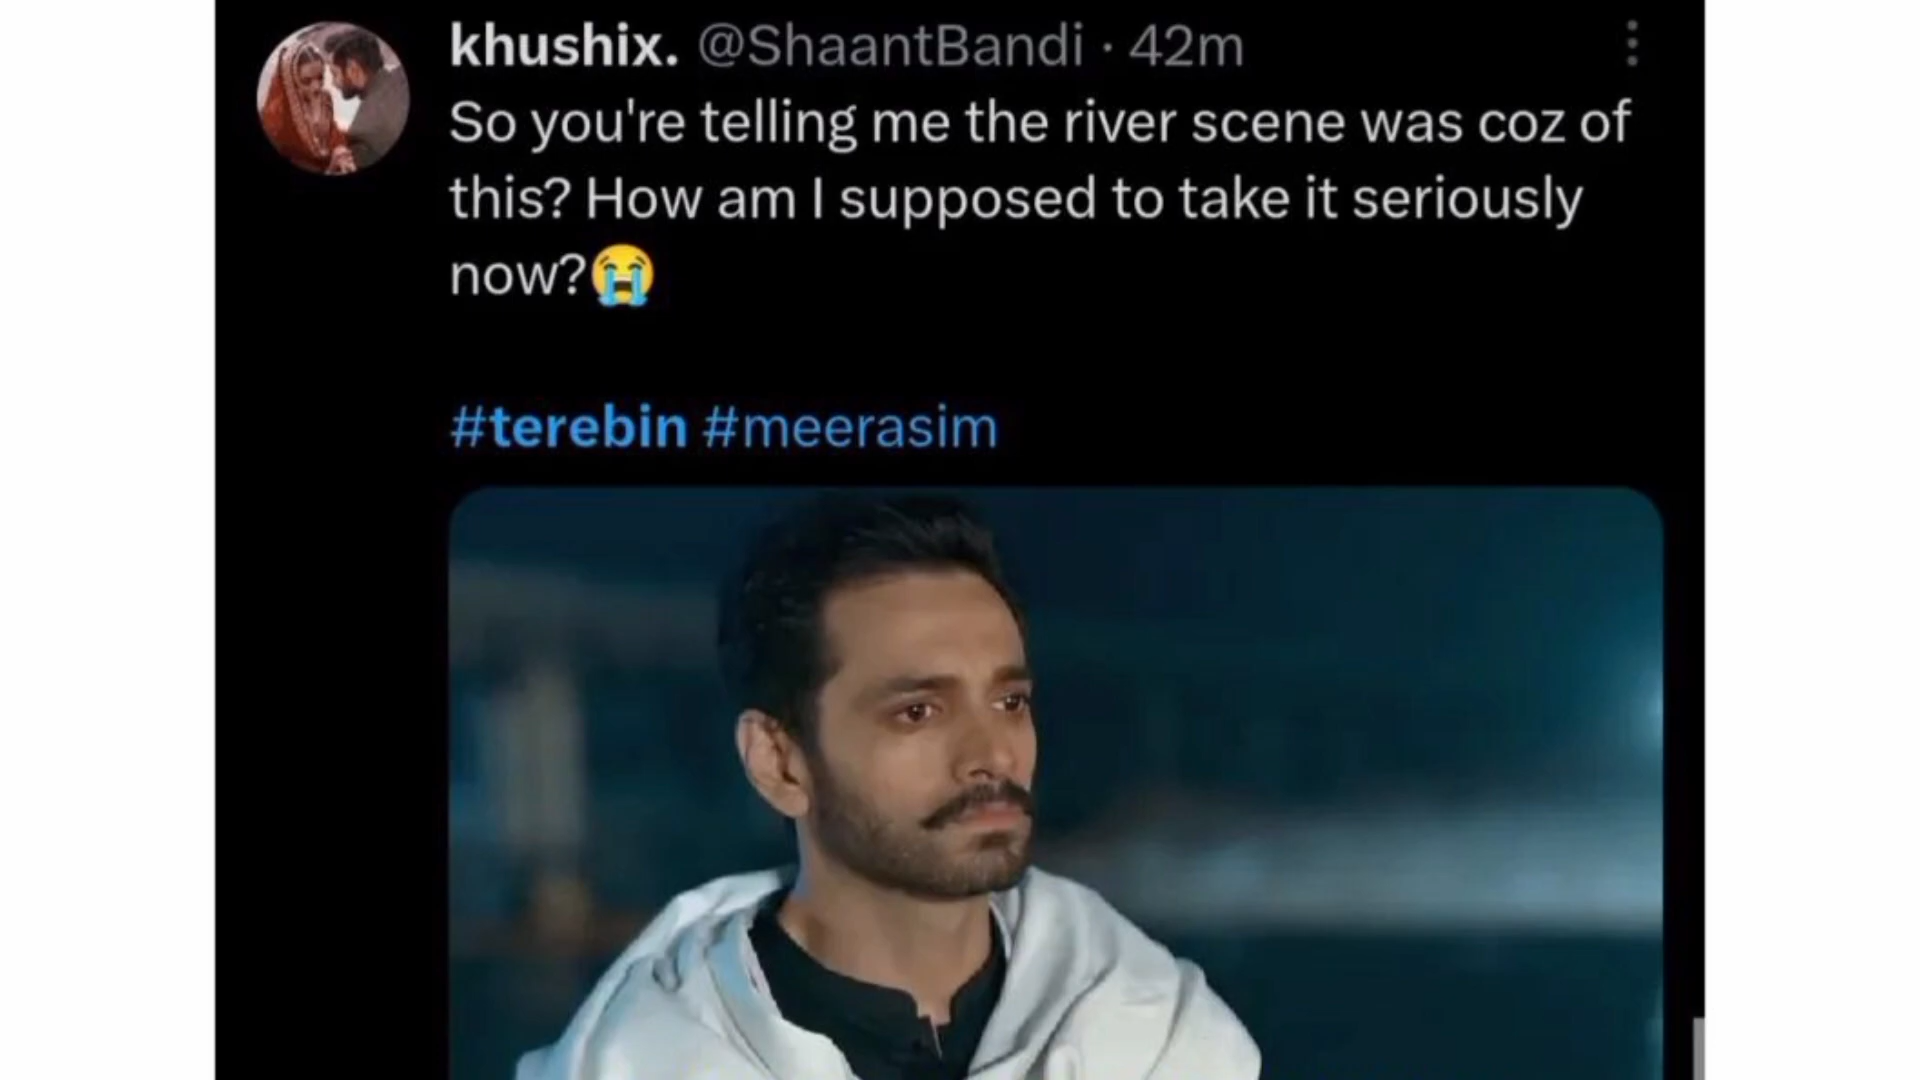 khushix. @ShaantBandi · 42m
So you're telling me the river scene was coz of
this? How am I supposed to take it seriously
now?😭
#terebin #meerasim